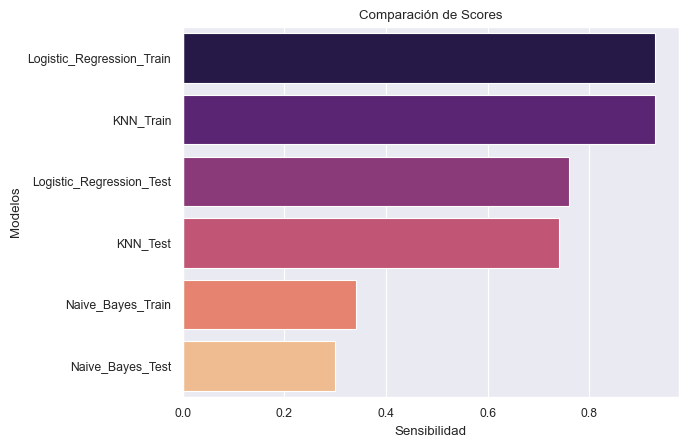 Comparación de Scores
Modelos
Logistic_Regression_Train
KNN_Train
Logistic_Regression_Test
KNN_Test
Naive_Bayes_Train
Naive_Bayes_Test
0.0 0.2 0.4 0.6 0.8
Sensibilidad